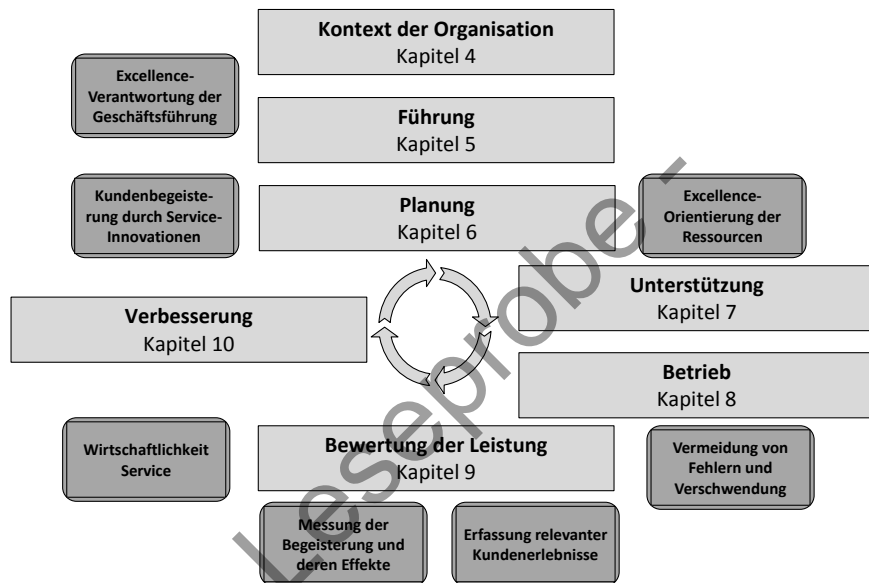 Kontext der Organisation
Kapitel 4
Excellence-
Verantwortung der
Geschäftsführung
Führung
Kapitel 5
Kundenbegeiste-
rung durch Service-
Innovationen
Planung
Kapitel 6
Excellence-
Orientierung der
Ressourcen
Unterstützung
Kapitel 7
Verbesserung
Kapitel 10
Betrieb
Kapitel 8
Wirtschaftlichkeit
Service
Bewertung der Leistung
Kapitel 9
Vermeidung von
Fehlern und
Verschwendung
Messung der
Begeisterung und
deren Effekte
Erfassung relevanter
Kundenerlebnisse
Leseprobe -